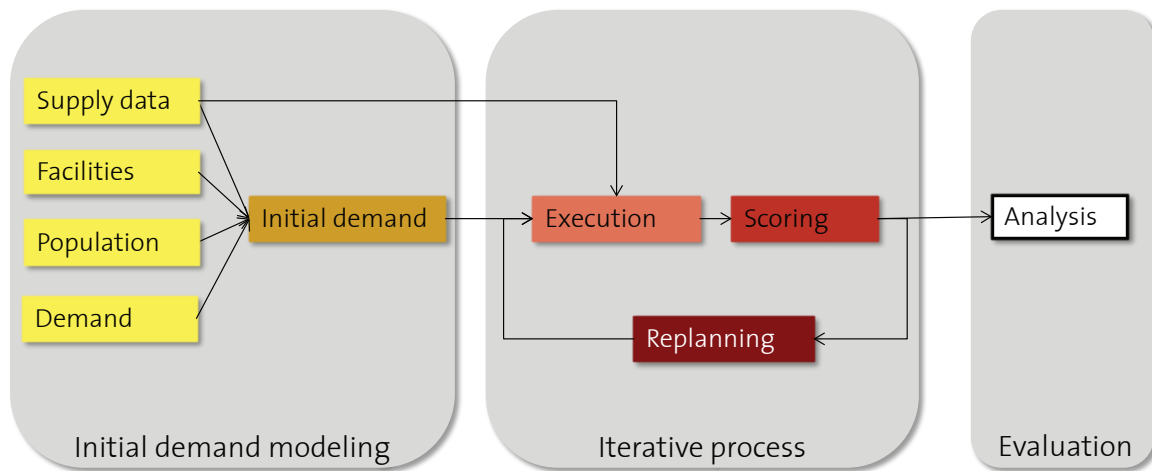 Supply data
Facilities
Population
Demand
Initial demand
Initial demand modeling
Execution
Scoring
Replanning
Iterative process
Analysis
Evaluation